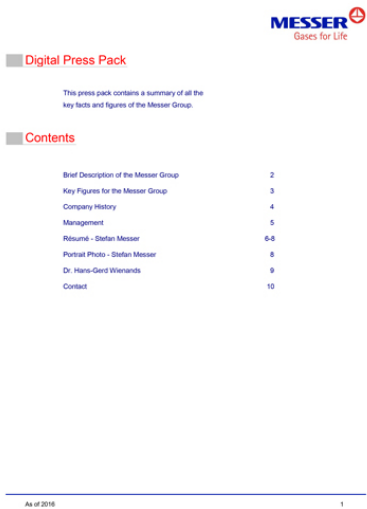 MESSER
Gases for Life
Digital Press Pack
This press pack contains a summary of all the
key facts and figures of the Messer Group.
Contents
Brief Description of the Messer Group 2
Key Figures for the Messer Group 3
Company History 4
Management 5
Résumé - Stefan Messer 6-8
Portrait Photo - Stefan Messer 8
Dr. Hans-Gerd Wienands 9
Contact 10
As of 2016 1